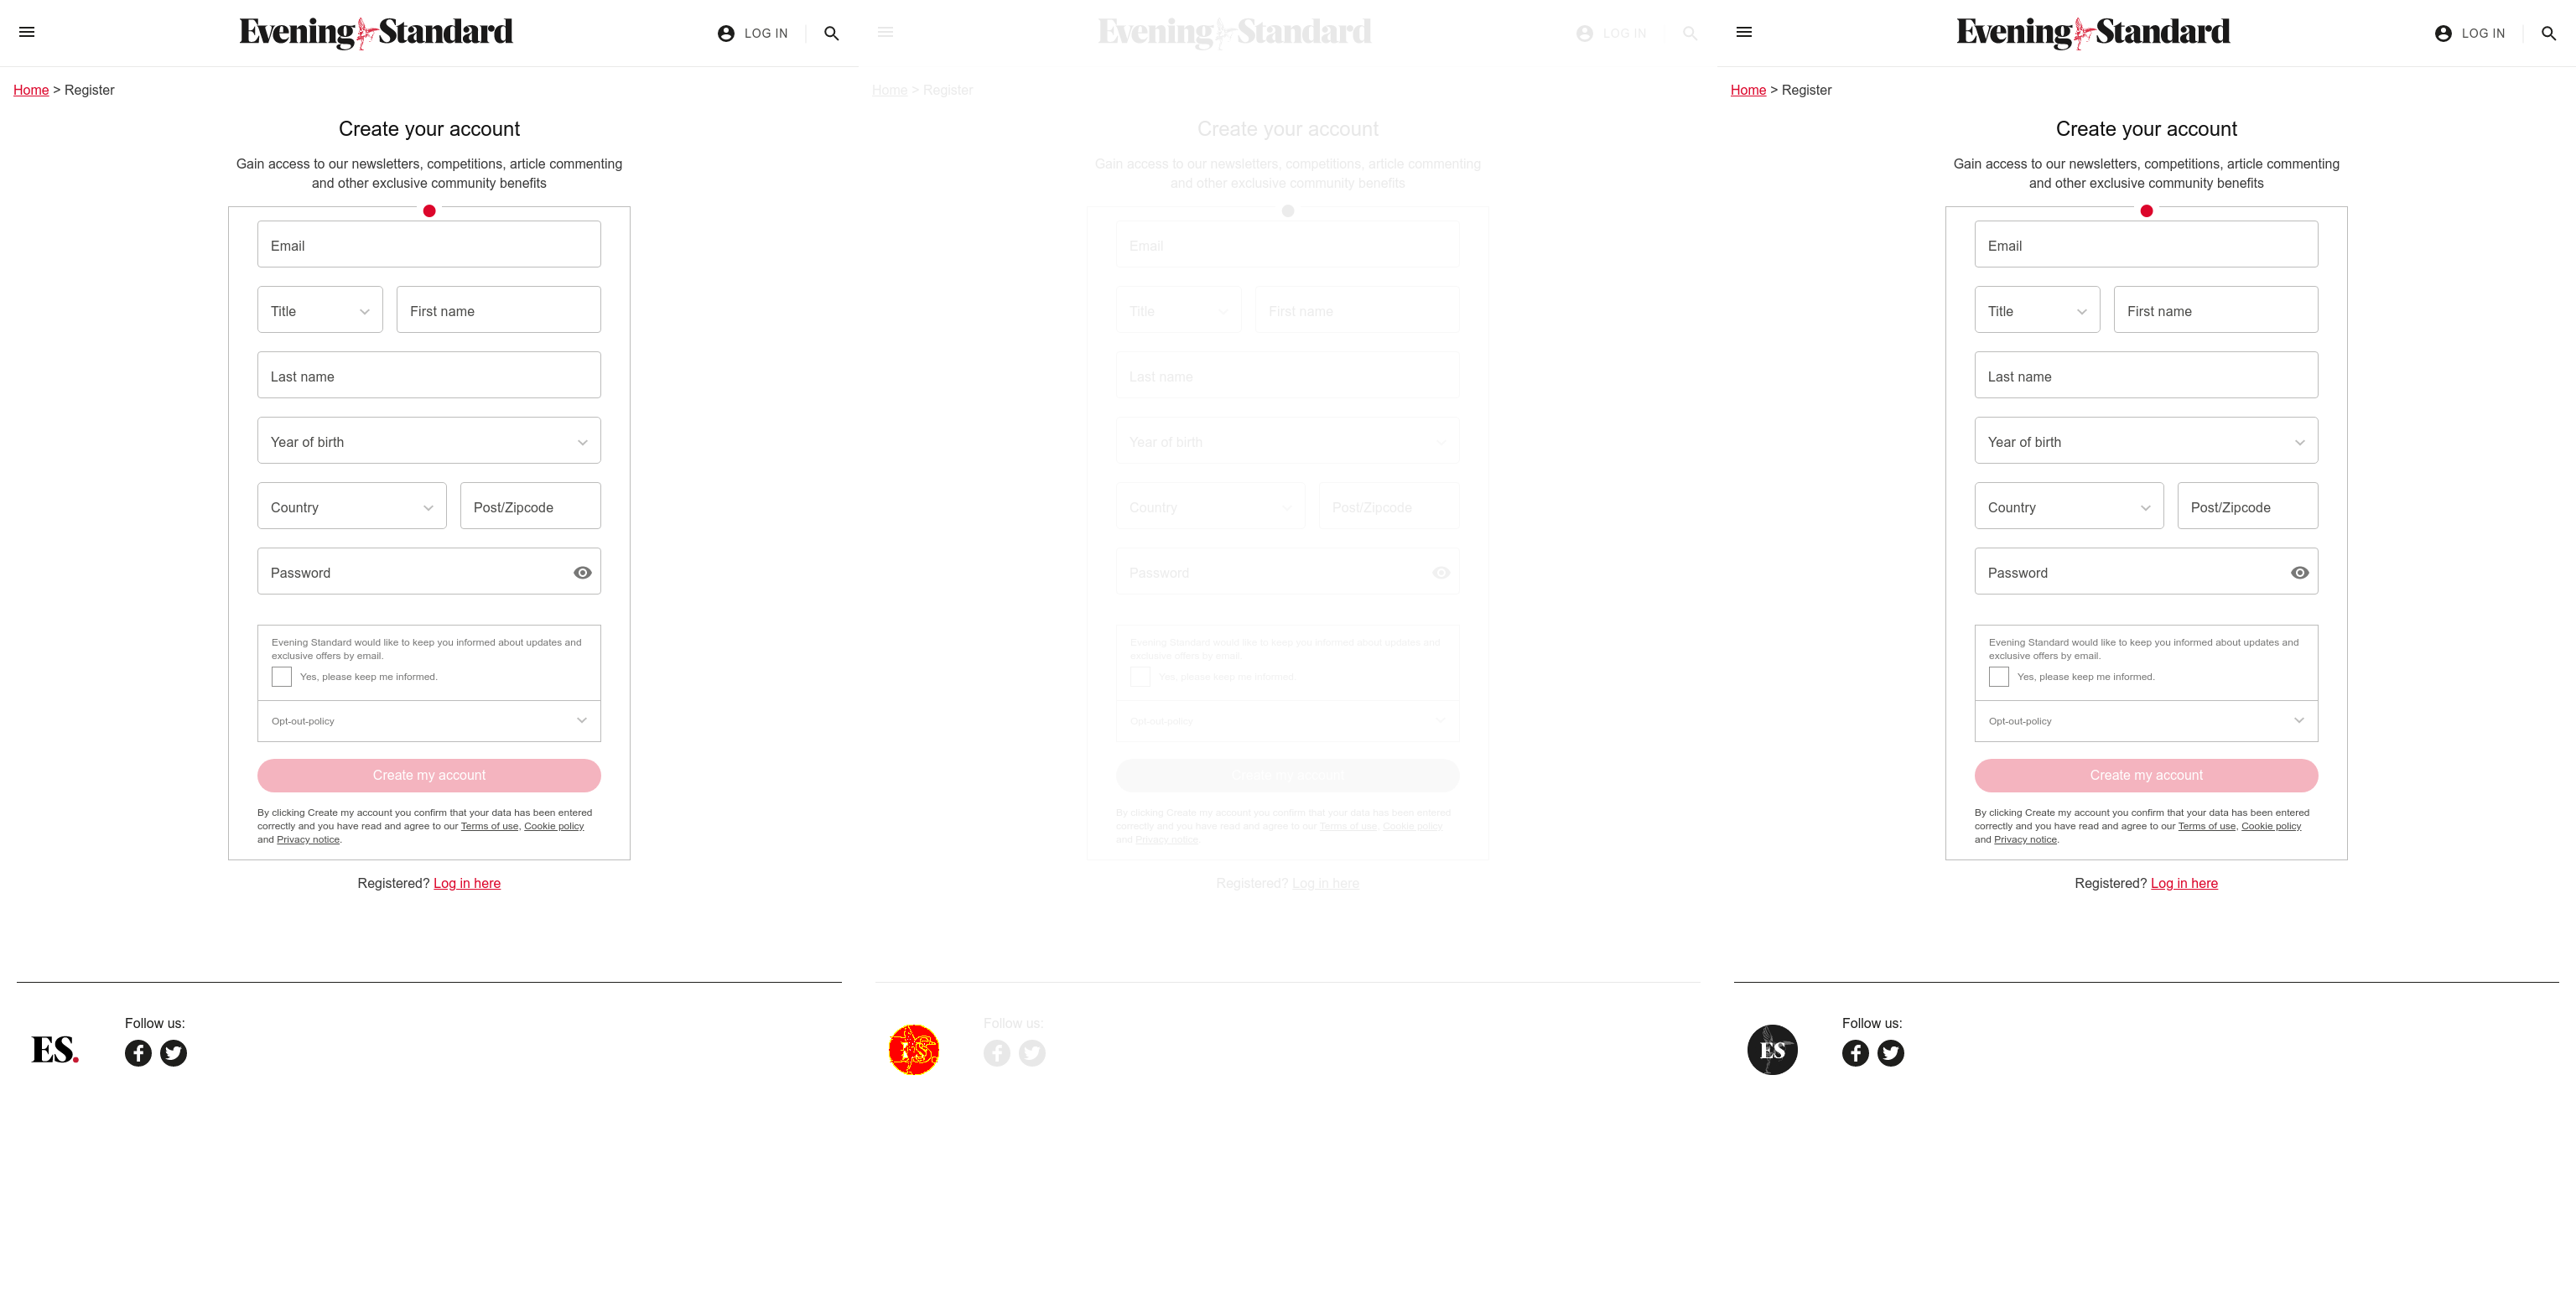 Evening Standard
LOG IN
Home > Register
Create your account
Gain access to our newsletters, competitions, article commenting
and other exclusive community benefits
Email
Title
First name
Last name
Year of birth
Country
Post/Zipcode
Password
Evening Standard would like to keep you informed about updates and
exclusive offers by email.
Yes, please keep me informed.
Opt-out-policy
Create my account
By clicking Create my account you confirm that your data has been entered
correctly and you have read and agree to our Terms of use, Cookie policy
and Privacy notice.
Registered? Log in here
ES.
Follow us:
Evening Standard
LOG IN
Home > Register
Create your account
Gain access to our newsletters, competitions, article commenting
and other exclusive community benefits
Email
Title
First name
Last name
Year of birth
Country
Post/Zipcode
Password
Evening Standard would like to keep you informed about updates and
exclusive offers by email.
Yes, please keep me informed.
Opt-out-policy
Create my account
By clicking Create my account you confirm that your data has been entered
correctly and you have read and agree to our Terms of use, Cookie policy
and Privacy notice.
Registered? Log in here
ES
Follow us:
Evening Standard
LOG IN
Home > Register
Create your account
Gain access to our newsletters, competitions, article commenting
and other exclusive community benefits
Email
Title
First name
Last name
Year of birth
Country
Post/Zipcode
Password
Evening Standard would like to keep you informed about updates and
exclusive offers by email.
Yes, please keep me informed.
Opt-out-policy
Create my account
By clicking Create my account you confirm that your data has been entered
correctly and you have read and agree to our Terms of use, Cookie policy
and Privacy notice.
Registered? Log in here
ES
Follow us: